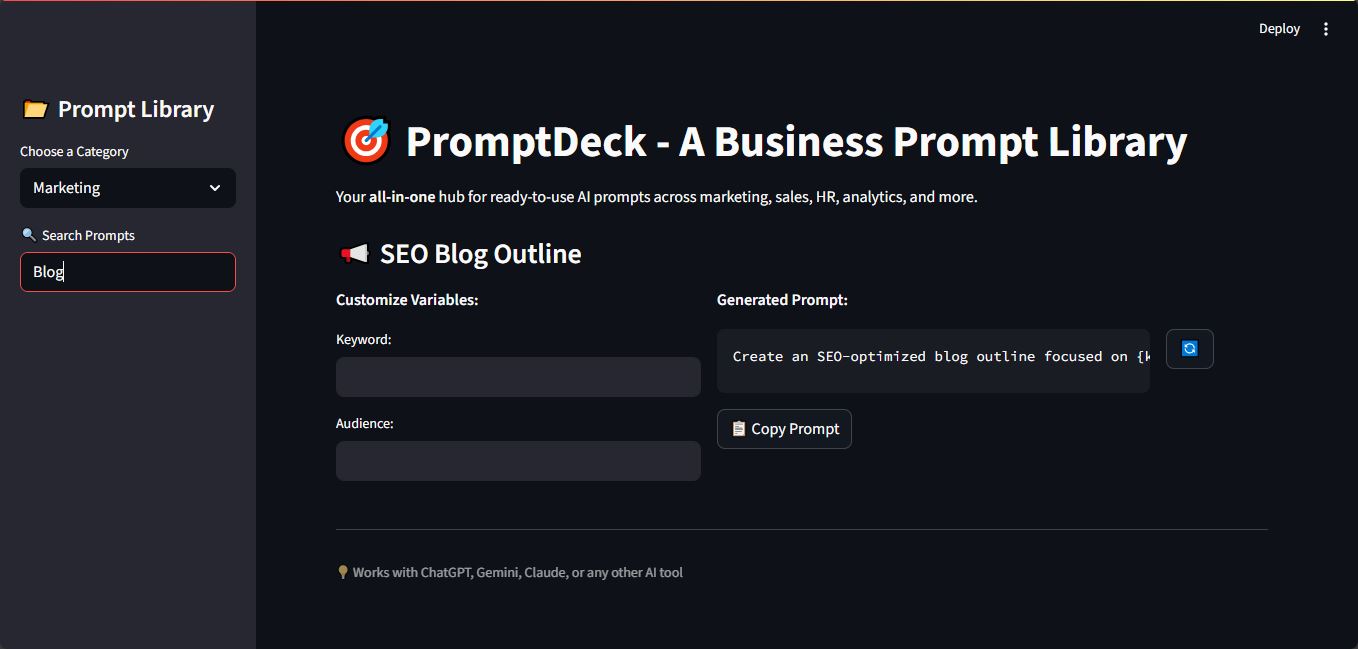 Deploy
📂 Prompt Library
Choose a Category
Marketing
🔍 Search Prompts
Blog
🎯 PromptDeck - A Business Prompt Library
Your all-in-one hub for ready-to-use AI prompts across marketing, sales, HR, analytics, and more.
📢 SEO Blog Outline
Customize Variables:
Keyword:
Audience:
Generated Prompt:
Create an SEO-optimized blog outline focused on {k
📋 Copy Prompt
💡 Works with ChatGPT, Gemini, Claude, or any other AI tool